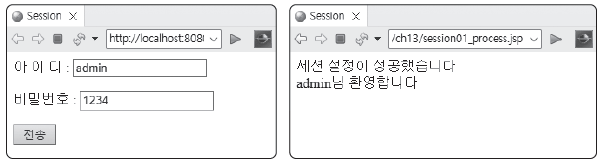 Session
http://localhost:808
아 이 디 : admin
비밀번호 : 1234
전송
Session
/ch13/session01_process.jsp
세션 설정이 성공했습니다
admin님 환영합니다